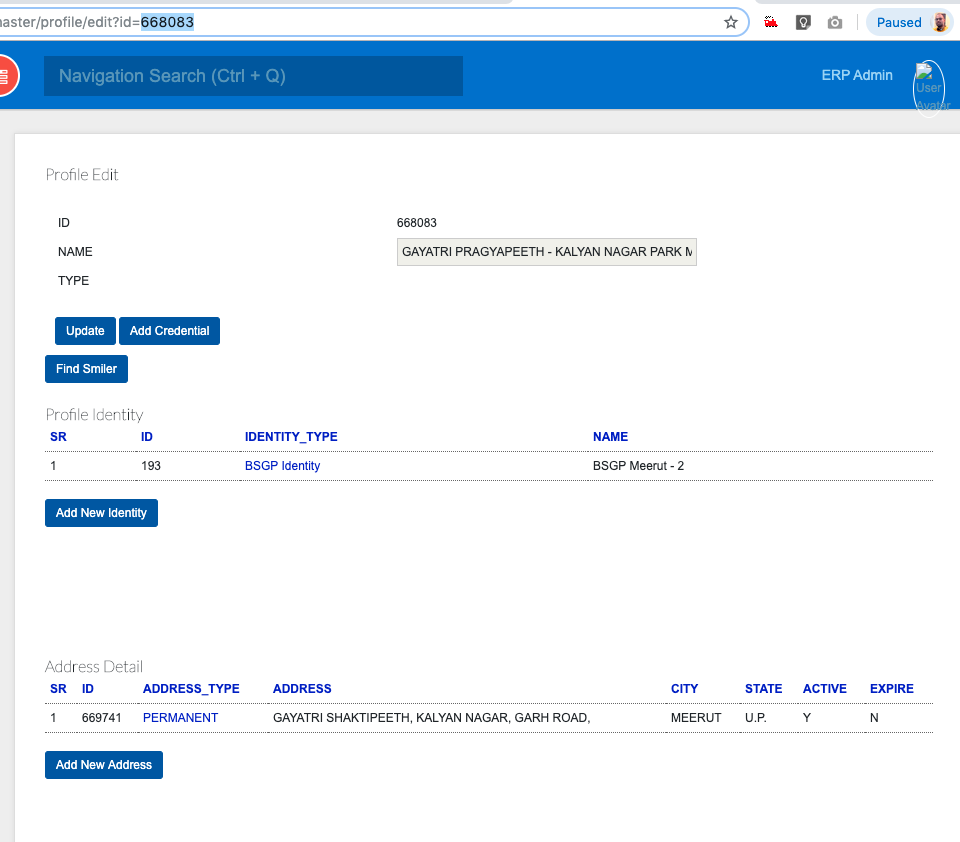 naster/profile/edit?id=668083
Paused
Navigation Search (Ctrl + Q)
ERP Admin
User Avatar
Profile Edit
ID 668083
NAME GAYATRI PRAGYAPEETH - KALYAN NAGAR PARK M
TYPE
Update Add Credential
Find Smiler
Profile Identity
SR ID IDENTITY_TYPE NAME
1 193 BSGP Identity BSGP Meerut - 2
Add New Identity
Address Detail
SR ID ADDRESS_TYPE ADDRESS CITY STATE ACTIVE EXPIRE
1 669741 PERMANENT GAYATRI SHAKTIPEETH, KALYAN NAGAR, GARH ROAD, MEERUT U.P. Y N
Add New Address